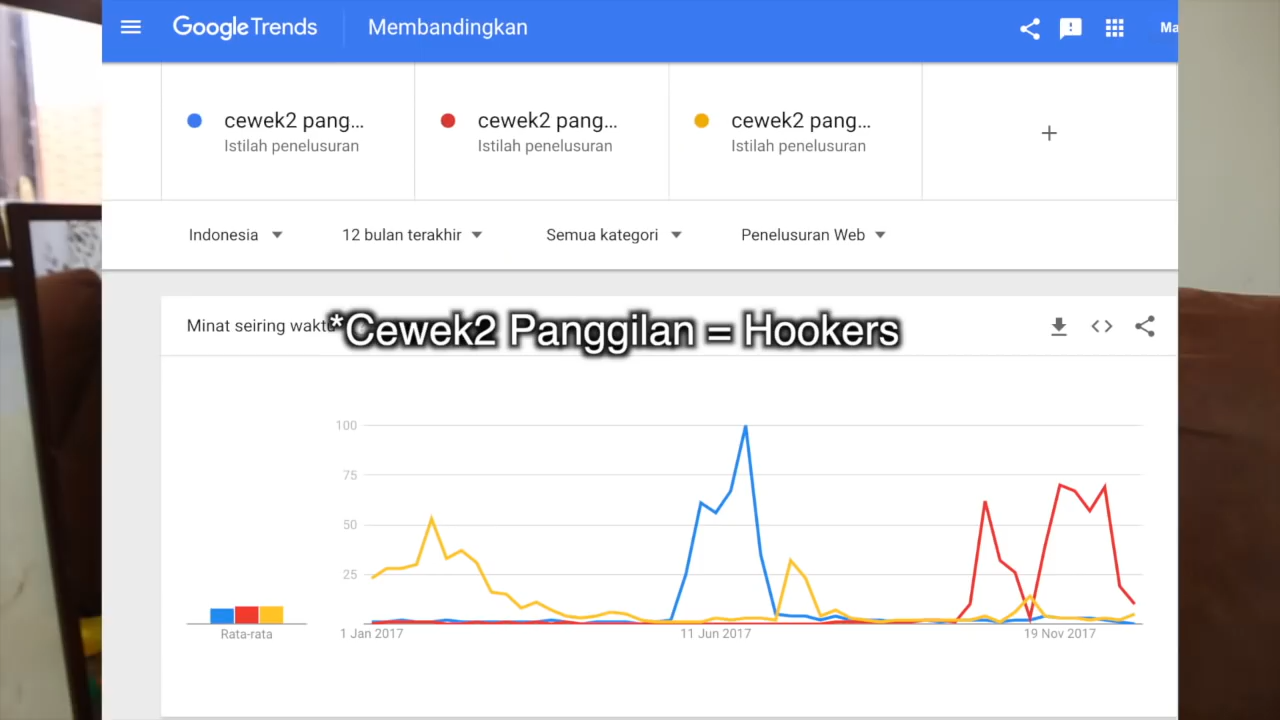 Google Trends
Membandingkan
Ma
cewek2 pang...
Istilah penelusuran
cewek2 pang...
Istilah penelusuran
cewek2 pang...
Istilah penelusuran
+
Indonesia
12 bulan terakhir
Semua kategori
Penelusuran Web
Minat seiring waktu
*Cewek2 Panggilan = Hookers
100
75
50
25
Rata-rata
1 Jan 2017
11 Jun 2017
19 Nov 2017